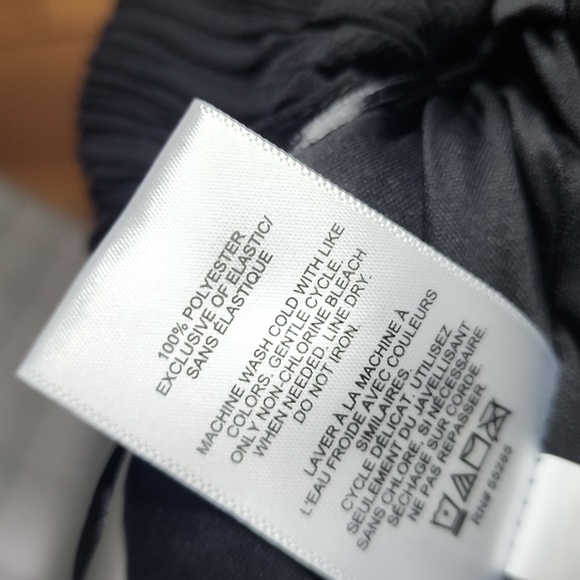 100% POLYESTER
EXCLUSIVE OF ELASTIC/
SANS ÉLASTIQUE
MACHINE WASH COLD WITH LIKE
COLORS, GENTLE CYCLE.
ONLY NON-CHLORINE BLEACH
WHEN NEEDED. LINE DRY.
DO NOT IRON.
LAVER À LA MACHINE À
L'EAU FROIDE AVEC COULEURS
SIMILAIRES.
CYCLE DÉLICAT. UTILISEZ
SEULEMENT DU JAVELLISANT
SANS CHLORE, SI NÉCESSAIRE.
SÉCHAGE SUR CORDE.
NE PAS REPASSER.
RN# 55285